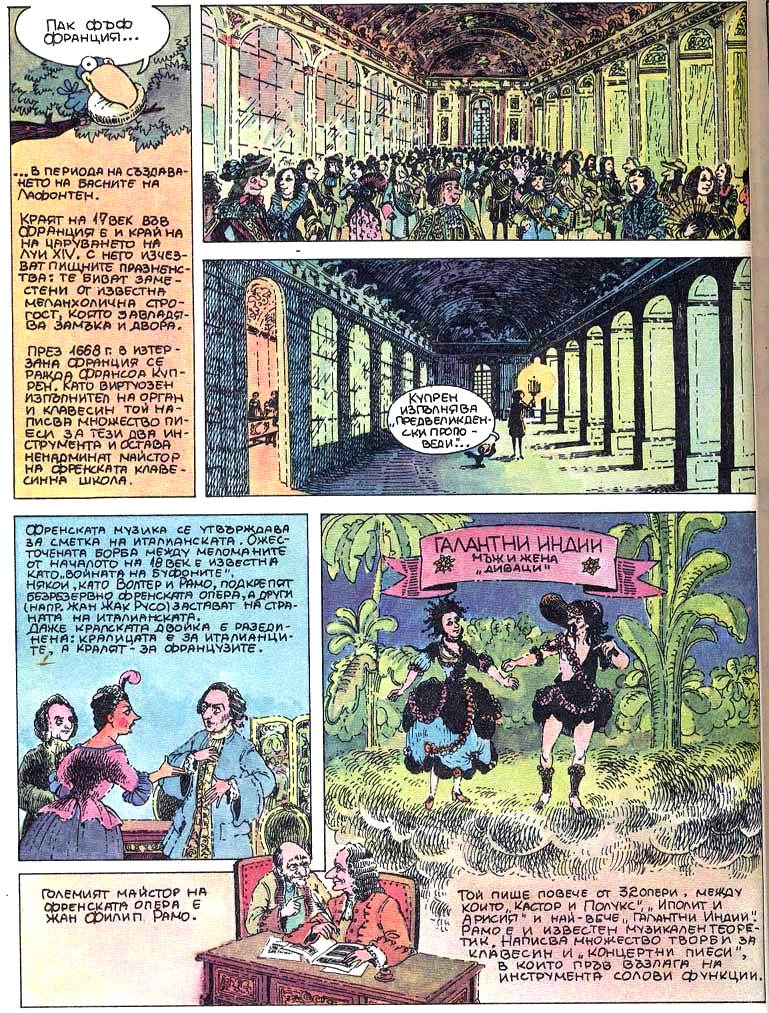 ПАК ФЪФ
ФРАНЦИЯ...
...В ПЕРИОДА НА СЪЗДАВА-
НЕТО НА БАСНИТЕ НА
ЛАФОНТЕН.
КРАЯТ НА 17 ВЕК ВЪВ
ФРАНЦИЯ Е И КРАЙ НА
НА ЦАРУВАНЕТО НА
ЛУИ XIV. С НЕГО ИЗЧЕЗ-
ВАТ ПИЩНИТЕ ПРАЗНЕНС-
ТВА: ТЕ БИВАТ ЗАМЕ-
СТЕНИ ОТ ИЗВЕСТНА
МЕЛАНХОЛИЧНА СТРО-
ГОСТ, КОЯТО ЗАВЛАДЯ-
ВА ЗАМЪКА И ДВОРА.
ПРЕЗ 1668 Г. В ИЗТЕР-
ЗАНА ФРАНЦИЯ СЕ
РАЖДА ФРАНСОА КУП-
РЕН. КАТО ВИРТУОЗЕН
ИЗПЪЛНИТЕЛ НА ОРГАН
И КЛАВЕСИН ТОЙ НА-
ПИСВА МНОЖЕСТВО ПИ-
ЕСИ ЗА ТЕЗИ ДВА ИН-
СТРУМЕНТА И ОСТАВА
НЕНАДМИНАТ МАЙСТОР
НА ФРЕНСКАТА КЛАВЕ-
СИННА ШКОЛА.
КУПРЕН
ИЗПЪЛНЯВА
„ПРЕДВЕЛИКДЕН-
СКИ ПРОПО-
ВЕДИ"...
ФРЕНСКАТА МУЗИКА СЕ УТВЪРЖДАВА
ЗА СМЕТКА НА ИТАЛИАНСКАТА. ОЖЕС-
ТОЧЕНАТА БОРБА МЕЖДУ МЕЛОМАНИТЕ
ОТ НАЧАЛОТО НА 18 ВЕК Е ИЗВЕСТНА
КАТО „ВОЙНАТА НА БУФОНИТЕ".
НЯКОИ, КАТО ВОЛТЕР И РАМО, ПОДКРЕПЯТ
БЕЗРЕЗЕРВНО ФРЕНСКАТА ОПЕРА, А ДРУГИ
(НАПР. ЖАН ЖАК РУСО) ЗАСТАВАТ НА СТРА-
НАТА НА ИТАЛИАНСКАТА.
ДАЖЕ КРАЛСКАТА ДВОЙКА Е РАЗЕДИ-
НЕНА: КРАЛИЦАТА Е ЗА ИТАЛИАНЦИ-
ТЕ, А КРАЛЯТ - ЗА ФРАНЦУЗИТЕ.
ГАЛАНТНИ ИНДИИ
МЪЖ И ЖЕНА
„ДИВАЦИ"
ГОЛЕМИЯТ МАЙСТОР НА
ФРЕНСКАТА ОПЕРА Е
ЖАН ФИЛИП РАМО.
ТОЙ ПИШЕ ПОВЕЧЕ ОТ 32 ОПЕРИ, МЕЖДУ
КОИТО „КАСТОР И ПОЛУКС", „ИПОЛИТ И
АРИСИЯ" И НАЙ-ВЕЧЕ „ГАЛАНТНИ ИНДИИ".
РАМО Е И ИЗВЕСТЕН МУЗИКАЛЕН ТЕОРЕ-
ТИК. НАПИСВА МНОЖЕСТВО ТВОРБИ ЗА
КЛАВЕСИН И „КОНЦЕРТНИ ПИЕСИ",
В КОИТО ПРЪВ ВЪЗЛАГА НА
ИНСТРУМЕНТА СОЛОВИ ФУНКЦИИ.